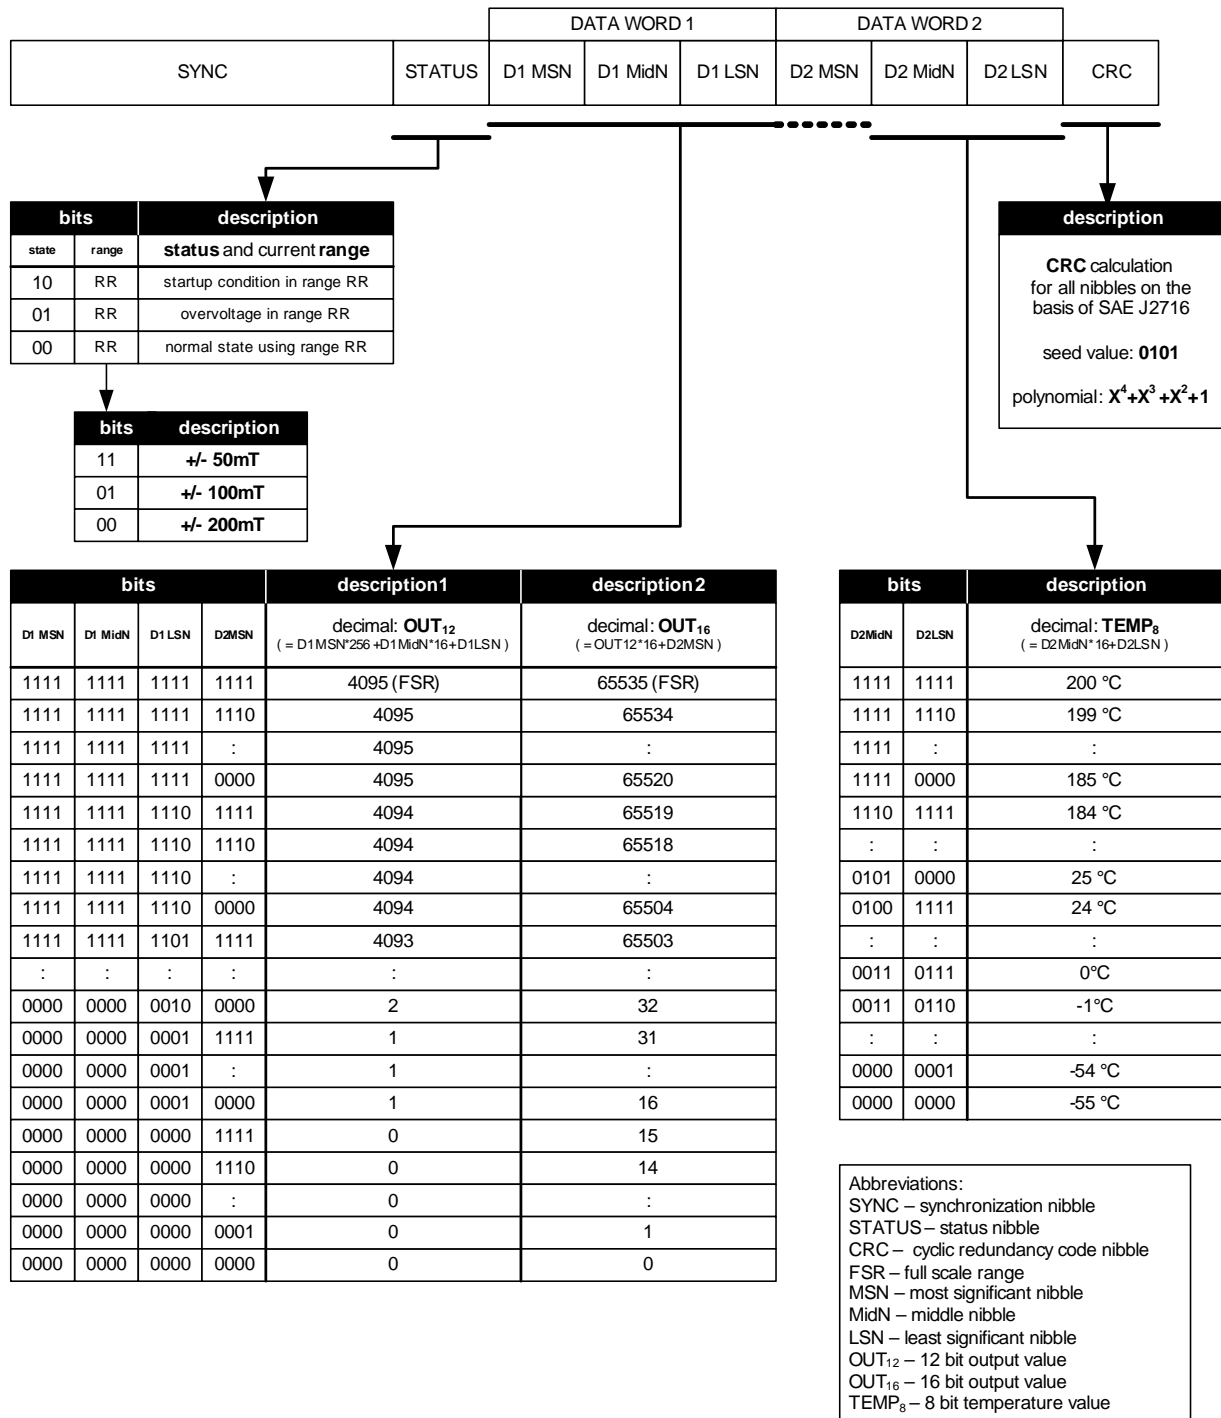 DATA WORD 1 DATA WORD 2
SYNC STATUS D1 MSN D1 MidN D1 LSN D2 MSN D2 MidN D2 LSN CRC
bits description
state range status and current range
10 RR startup condition in range RR
01 RR overvoltage in range RR
00 RR normal state using range RR
bits description
11 +/- 50mT
01 +/- 100mT
00 +/- 200mT
description
CRC calculation
for all nibbles on the
basis of SAE J2716
seed value: 0101
polynomial: X⁴+X³+X²+1
bits description1 description2
D1 MSN D1 MidN D1 LSN D2MSN decimal: OUT₁₂ decimal: OUT₁₆
( = D1MSN*256 +D1MidN*16+D1LSN ) ( =OUT12*16+D2MSN )
1111 1111 1111 1111 4095 (FSR) 65535 (FSR)
1111 1111 1111 1110 4095 65534
1111 1111 1111 : 4095 :
1111 1111 1111 0000 4095 65520
1111 1111 1110 1111 4094 65519
1111 1111 1110 1110 4094 65518
1111 1111 1110 : 4094 :
1111 1111 1110 0000 4094 65504
1111 1111 1101 1111 4093 65503
: : : : : :
0000 0000 0010 0000 2 32
0000 0000 0001 1111 1 31
0000 0000 0001 : 1 :
0000 0000 0001 0000 1 16
0000 0000 0000 1111 0 15
0000 0000 0000 1110 0 14
0000 0000 0000 : 0 :
0000 0000 0000 0001 0 1
0000 0000 0000 0000 0 0
bits description
D2MidN D2LSN decimal: TEMP₈
( = D2MidN*16+D2LSN )
1111 1111 200 °C
1111 1110 199 °C
1111 : :
1111 0000 185 °C
1110 1111 184 °C
: : :
0101 0000 25 °C
0100 1111 24 °C
: : :
0011 0111 0°C
0011 0110 -1°C
: : :
0000 0001 -54 °C
0000 0000 -55 °C
Abbreviations:
SYNC – synchronization nibble
STATUS – status nibble
CRC – cyclic redundancy code nibble
FSR – full scale range
MSN – most significant nibble
MidN – middle nibble
LSN – least significant nibble
OUT₁₂ – 12 bit output value
OUT₁₆ – 16 bit output value
TEMP₈ – 8 bit temperature value